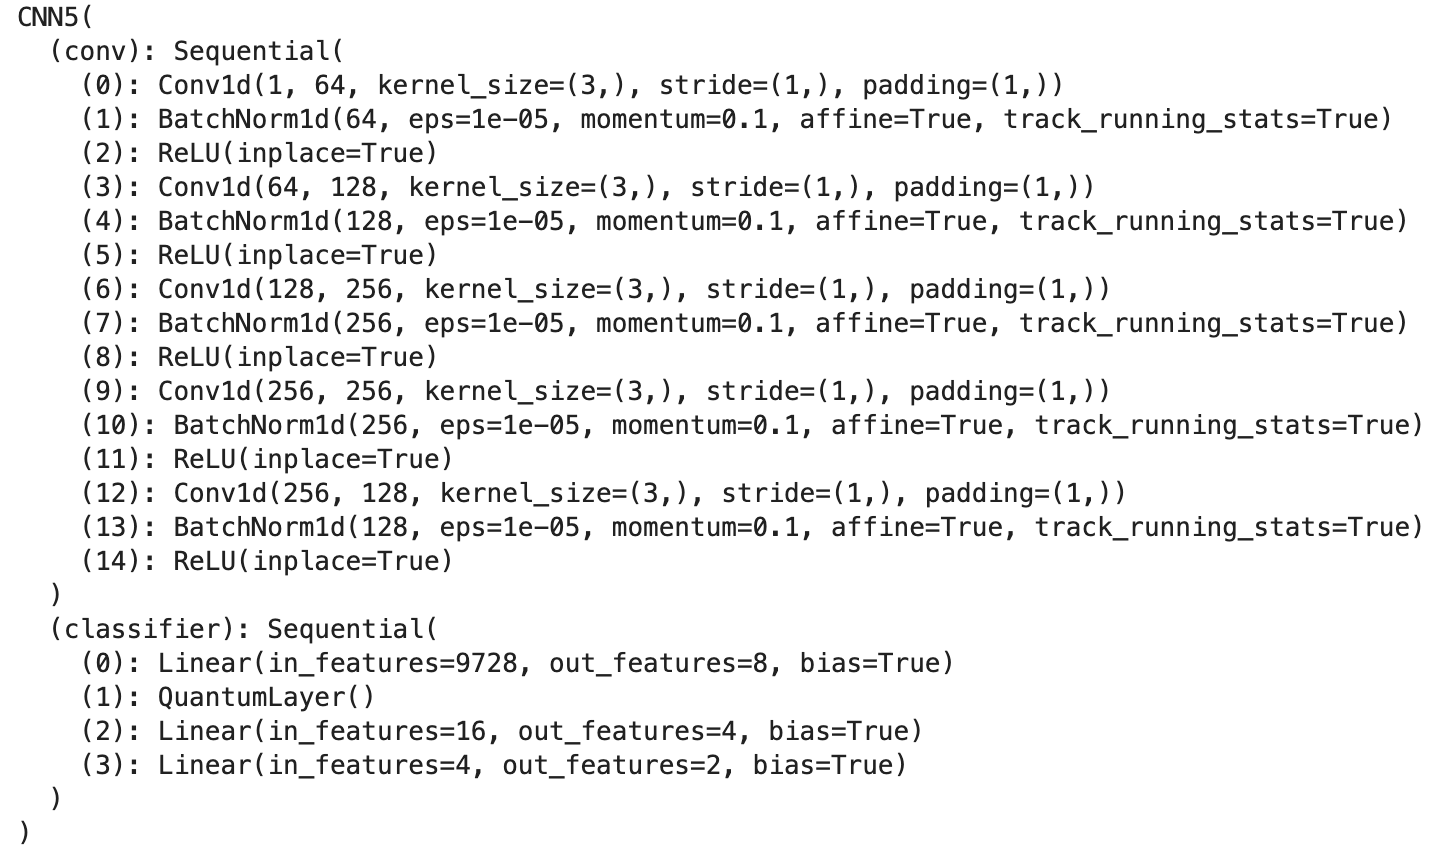 CNN5(
  (conv): Sequential(
    (0): Conv1d(1, 64, kernel_size=(3,), stride=(1,), padding=(1,))
    (1): BatchNorm1d(64, eps=1e-05, momentum=0.1, affine=True, track_running_stats=True)
    (2): ReLU(inplace=True)
    (3): Conv1d(64, 128, kernel_size=(3,), stride=(1,), padding=(1,))
    (4): BatchNorm1d(128, eps=1e-05, momentum=0.1, affine=True, track_running_stats=True)
    (5): ReLU(inplace=True)
    (6): Conv1d(128, 256, kernel_size=(3,), stride=(1,), padding=(1,))
    (7): BatchNorm1d(256, eps=1e-05, momentum=0.1, affine=True, track_running_stats=True)
    (8): ReLU(inplace=True)
    (9): Conv1d(256, 256, kernel_size=(3,), stride=(1,), padding=(1,))
    (10): BatchNorm1d(256, eps=1e-05, momentum=0.1, affine=True, track_running_stats=True)
    (11): ReLU(inplace=True)
    (12): Conv1d(256, 128, kernel_size=(3,), stride=(1,), padding=(1,))
    (13): BatchNorm1d(128, eps=1e-05, momentum=0.1, affine=True, track_running_stats=True)
    (14): ReLU(inplace=True)
  )
  (classifier): Sequential(
    (0): Linear(in_features=9728, out_features=8, bias=True)
    (1): QuantumLayer()
    (2): Linear(in_features=16, out_features=4, bias=True)
    (3): Linear(in_features=4, out_features=2, bias=True)
  )
)